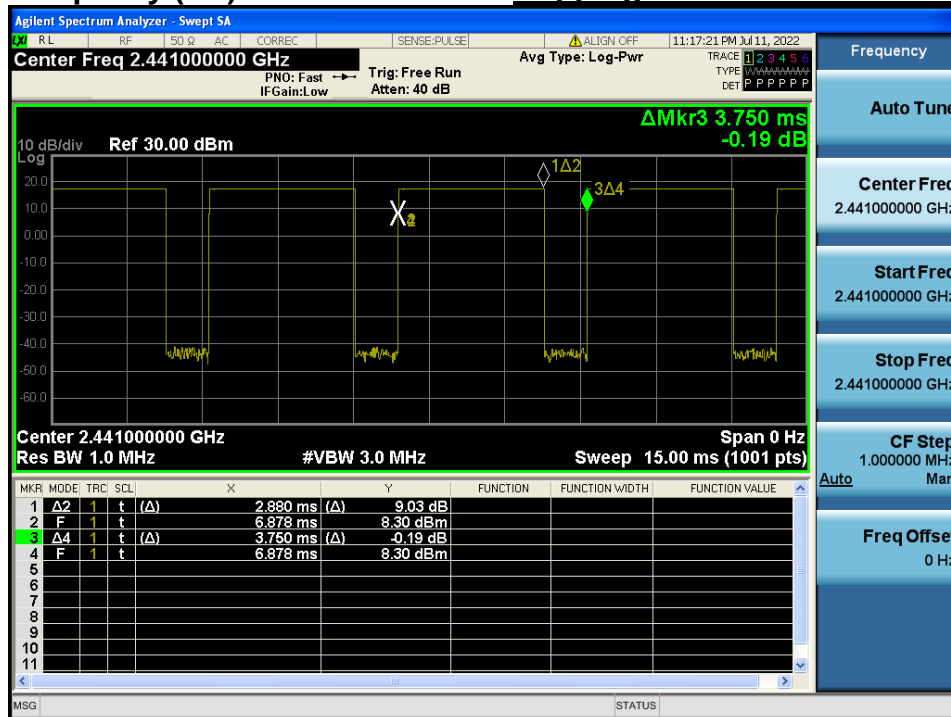 Agilent Spectrum Analyzer - Swept SA
LXI RL RF 50 Ω AC CORREC SENSE:PULSE ALIGN OFF 11:17:21 PM Jul 11, 2022
Center Freq 2.441000000 GHz
PNO: Fast
IFGain:Low
Trig: Free Run
Atten: 40 dB
Avg Type: Log-Pwr
TRACE 1 2 3 4 5 6
TYPE
DET P P P P P P
ΔMkr3 3.750 ms
-0.19 dB
10 dB/div Ref 30.00 dBm
Log
20.0
10.0
0.00
-10.0
-20.0
-30.0
-40.0
-50.0
-60.0
1Δ2
3Δ4
Center 2.441000000 GHz Span 0 Hz
Res BW 1.0 MHz #VBW 3.0 MHz Sweep 15.00 ms (1001 pts)
MKR MODE TRC SCL X Y FUNCTION FUNCTION WIDTH FUNCTION VALUE
1 Δ2 1 t (Δ) 2.880 ms (Δ) 9.03 dB
2 F 1 t 6.878 ms 8.30 dBm
3 Δ4 1 t (Δ) 3.750 ms (Δ) -0.19 dB
4 F 1 t 6.878 ms 8.30 dBm
5
6
7
8
9
10
11
MSG STATUS
Frequency
Auto Tune
Center Freq
2.441000000 GHz
Start Freq
2.441000000 GHz
Stop Freq
2.441000000 GHz
CF Step
1.000000 MHz
Auto Man
Freq Offset
0 Hz